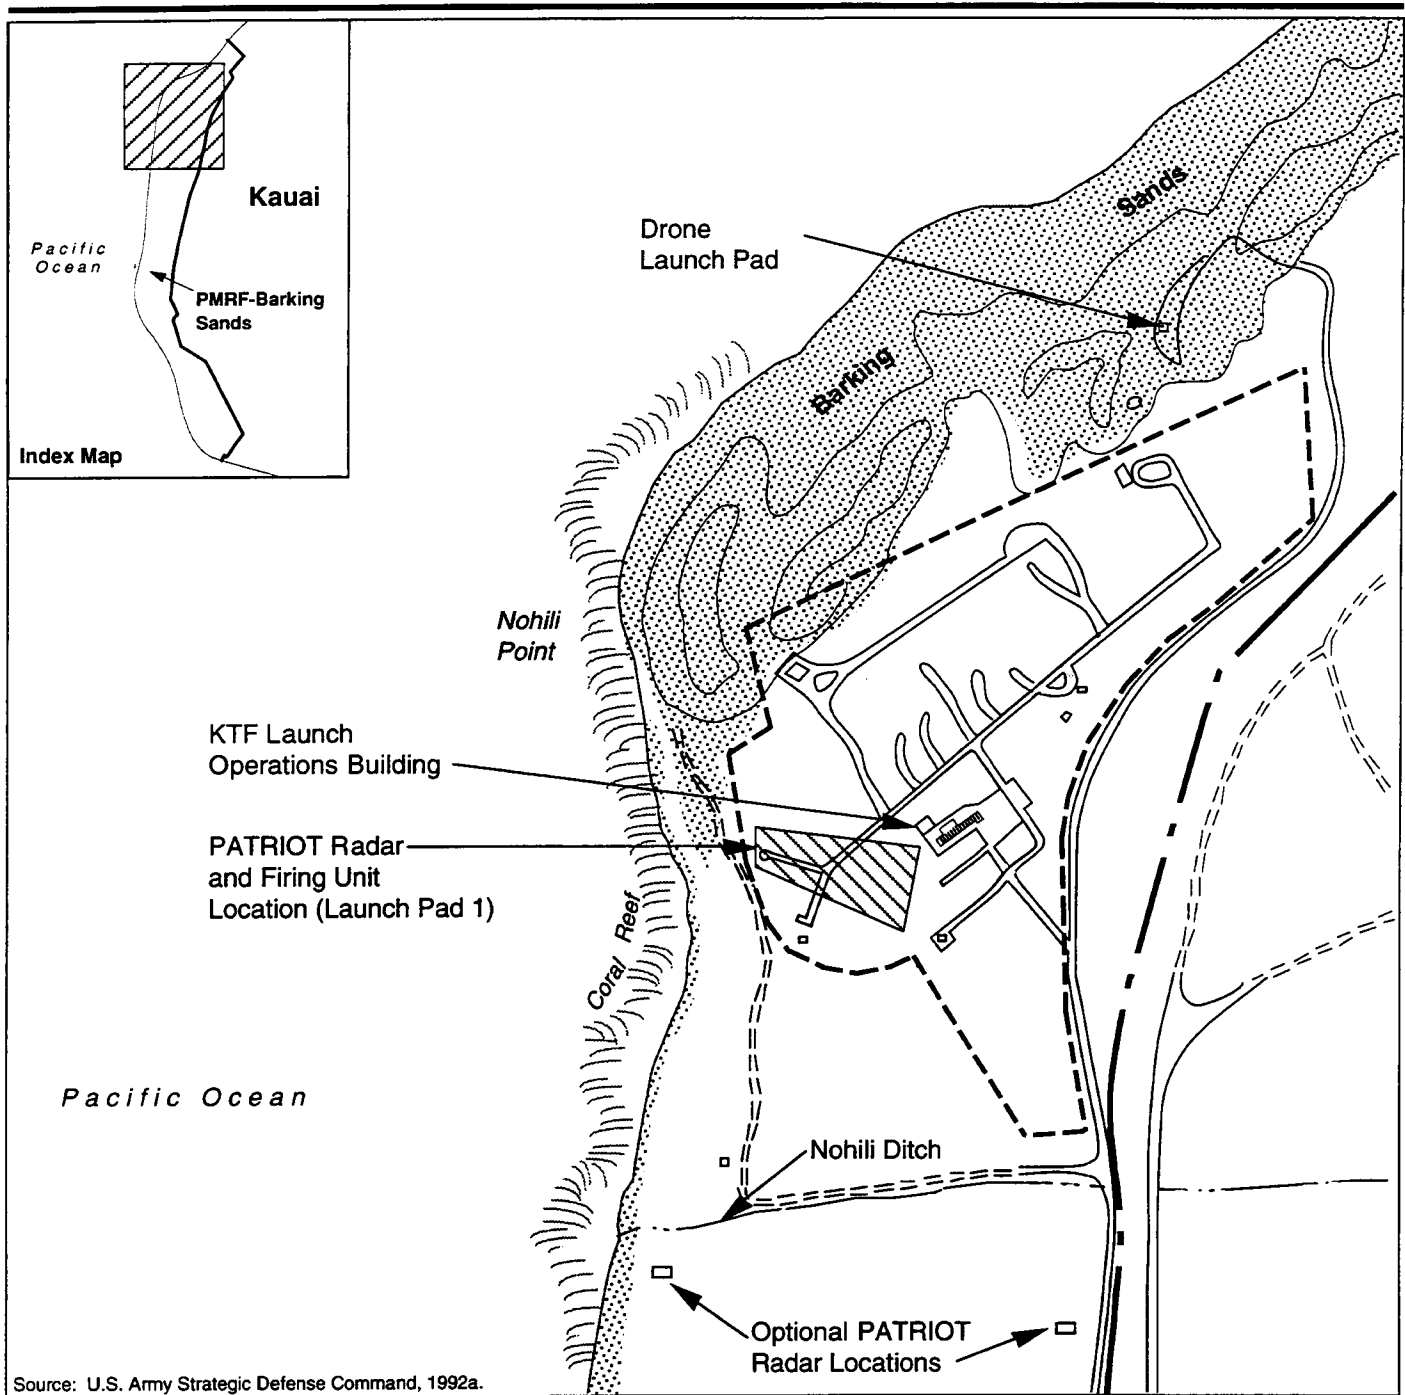 Kauai
Pacific
Ocean
PMRF-Barking
Sands
Index Map
Drone
Launch Pad
Sands
Barking
Nohili
Point
KTF Launch
Operations Building
PATRIOT Radar
and Firing Unit
Location (Launch Pad 1)
Coral Reef
Pacific Ocean
Nohili Ditch
Optional PATRIOT
Radar Locations
Source: U.S. Army Strategic Defense Command, 1992a.